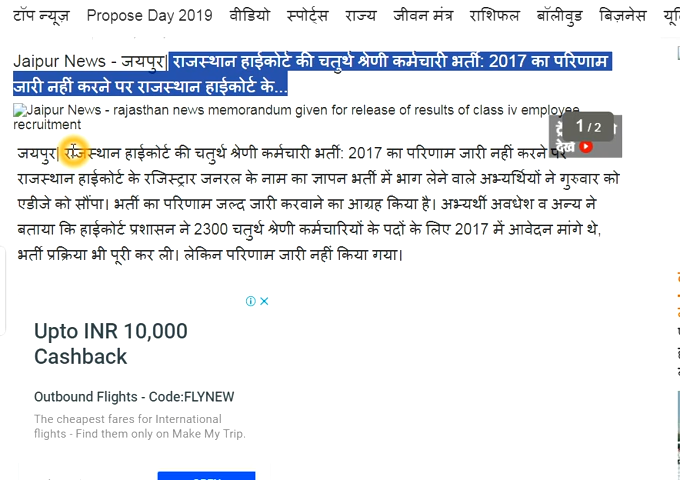 टॉप न्यूज़ Propose Day 2019 वीडियो स्पोर्ट्स राज्य जीवन मंत्र राशिफल बॉलीवुड बिज़नेस
Jaipur News - जयपुर| राजस्थान हाईकोर्ट की चतुर्थ श्रेणी कर्मचारी भर्ती: 2017 का परिणाम
जारी नहीं करने पर राजस्थान हाईकोर्ट के...
Jaipur News - rajasthan news memorandum given for release of results of class iv employee
recruitment
1 / 2
देखें
जयपुर| राजस्थान हाईकोर्ट की चतुर्थ श्रेणी कर्मचारी भर्ती: 2017 का परिणाम जारी नहीं करने पर
राजस्थान हाईकोर्ट के रजिस्ट्रार जनरल के नाम का ज्ञापन भर्ती में भाग लेने वाले अभ्यर्थियों ने गुरुवार को
एडीजे को सौंपा। भर्ती का परिणाम जल्द जारी करवाने का आग्रह किया है। अभ्यर्थी अवधेश व अन्य ने
बताया कि हाईकोर्ट प्रशासन ने 2300 चतुर्थ श्रेणी कर्मचारियों के पदों के लिए 2017 में आवेदन मांगे थे,
भर्ती प्रक्रिया भी पूरी कर ली। लेकिन परिणाम जारी नहीं किया गया।
Upto INR 10,000
Cashback
Outbound Flights - Code:FLYNEW
The cheapest fares for International
flights - Find them only on Make My Trip.